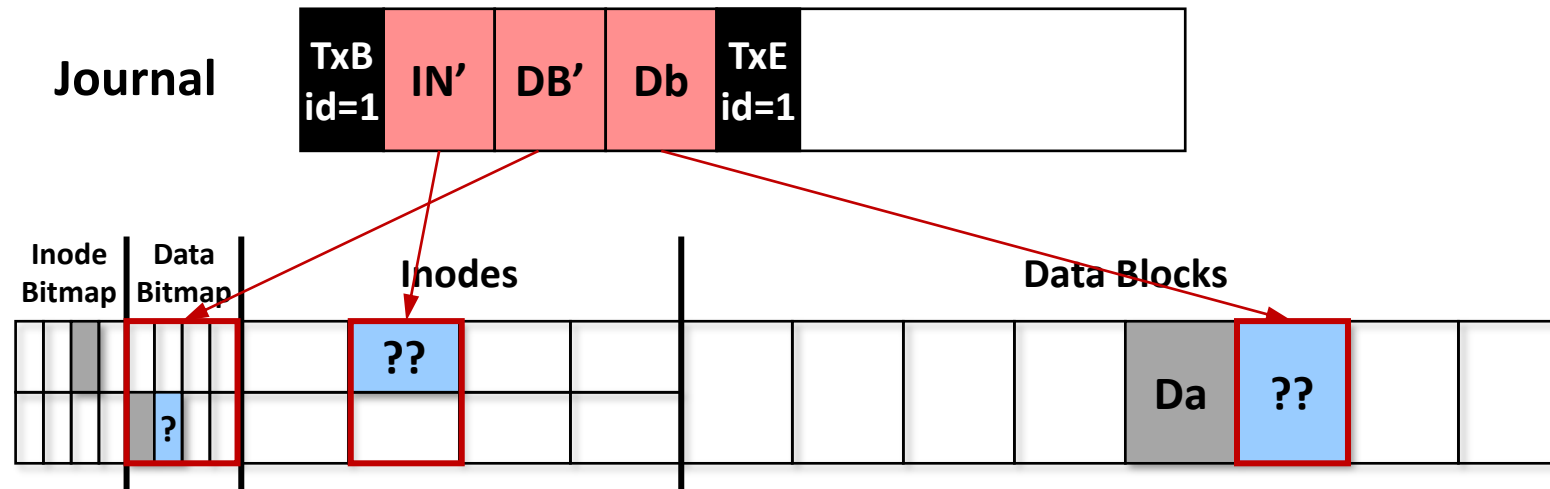 Journal
TxB
id=1
IN’
DB’
Db
TxE
id=1
Inode
Bitmap
Data
Bitmap
Inodes
Data Blocks
??
?
Da
??